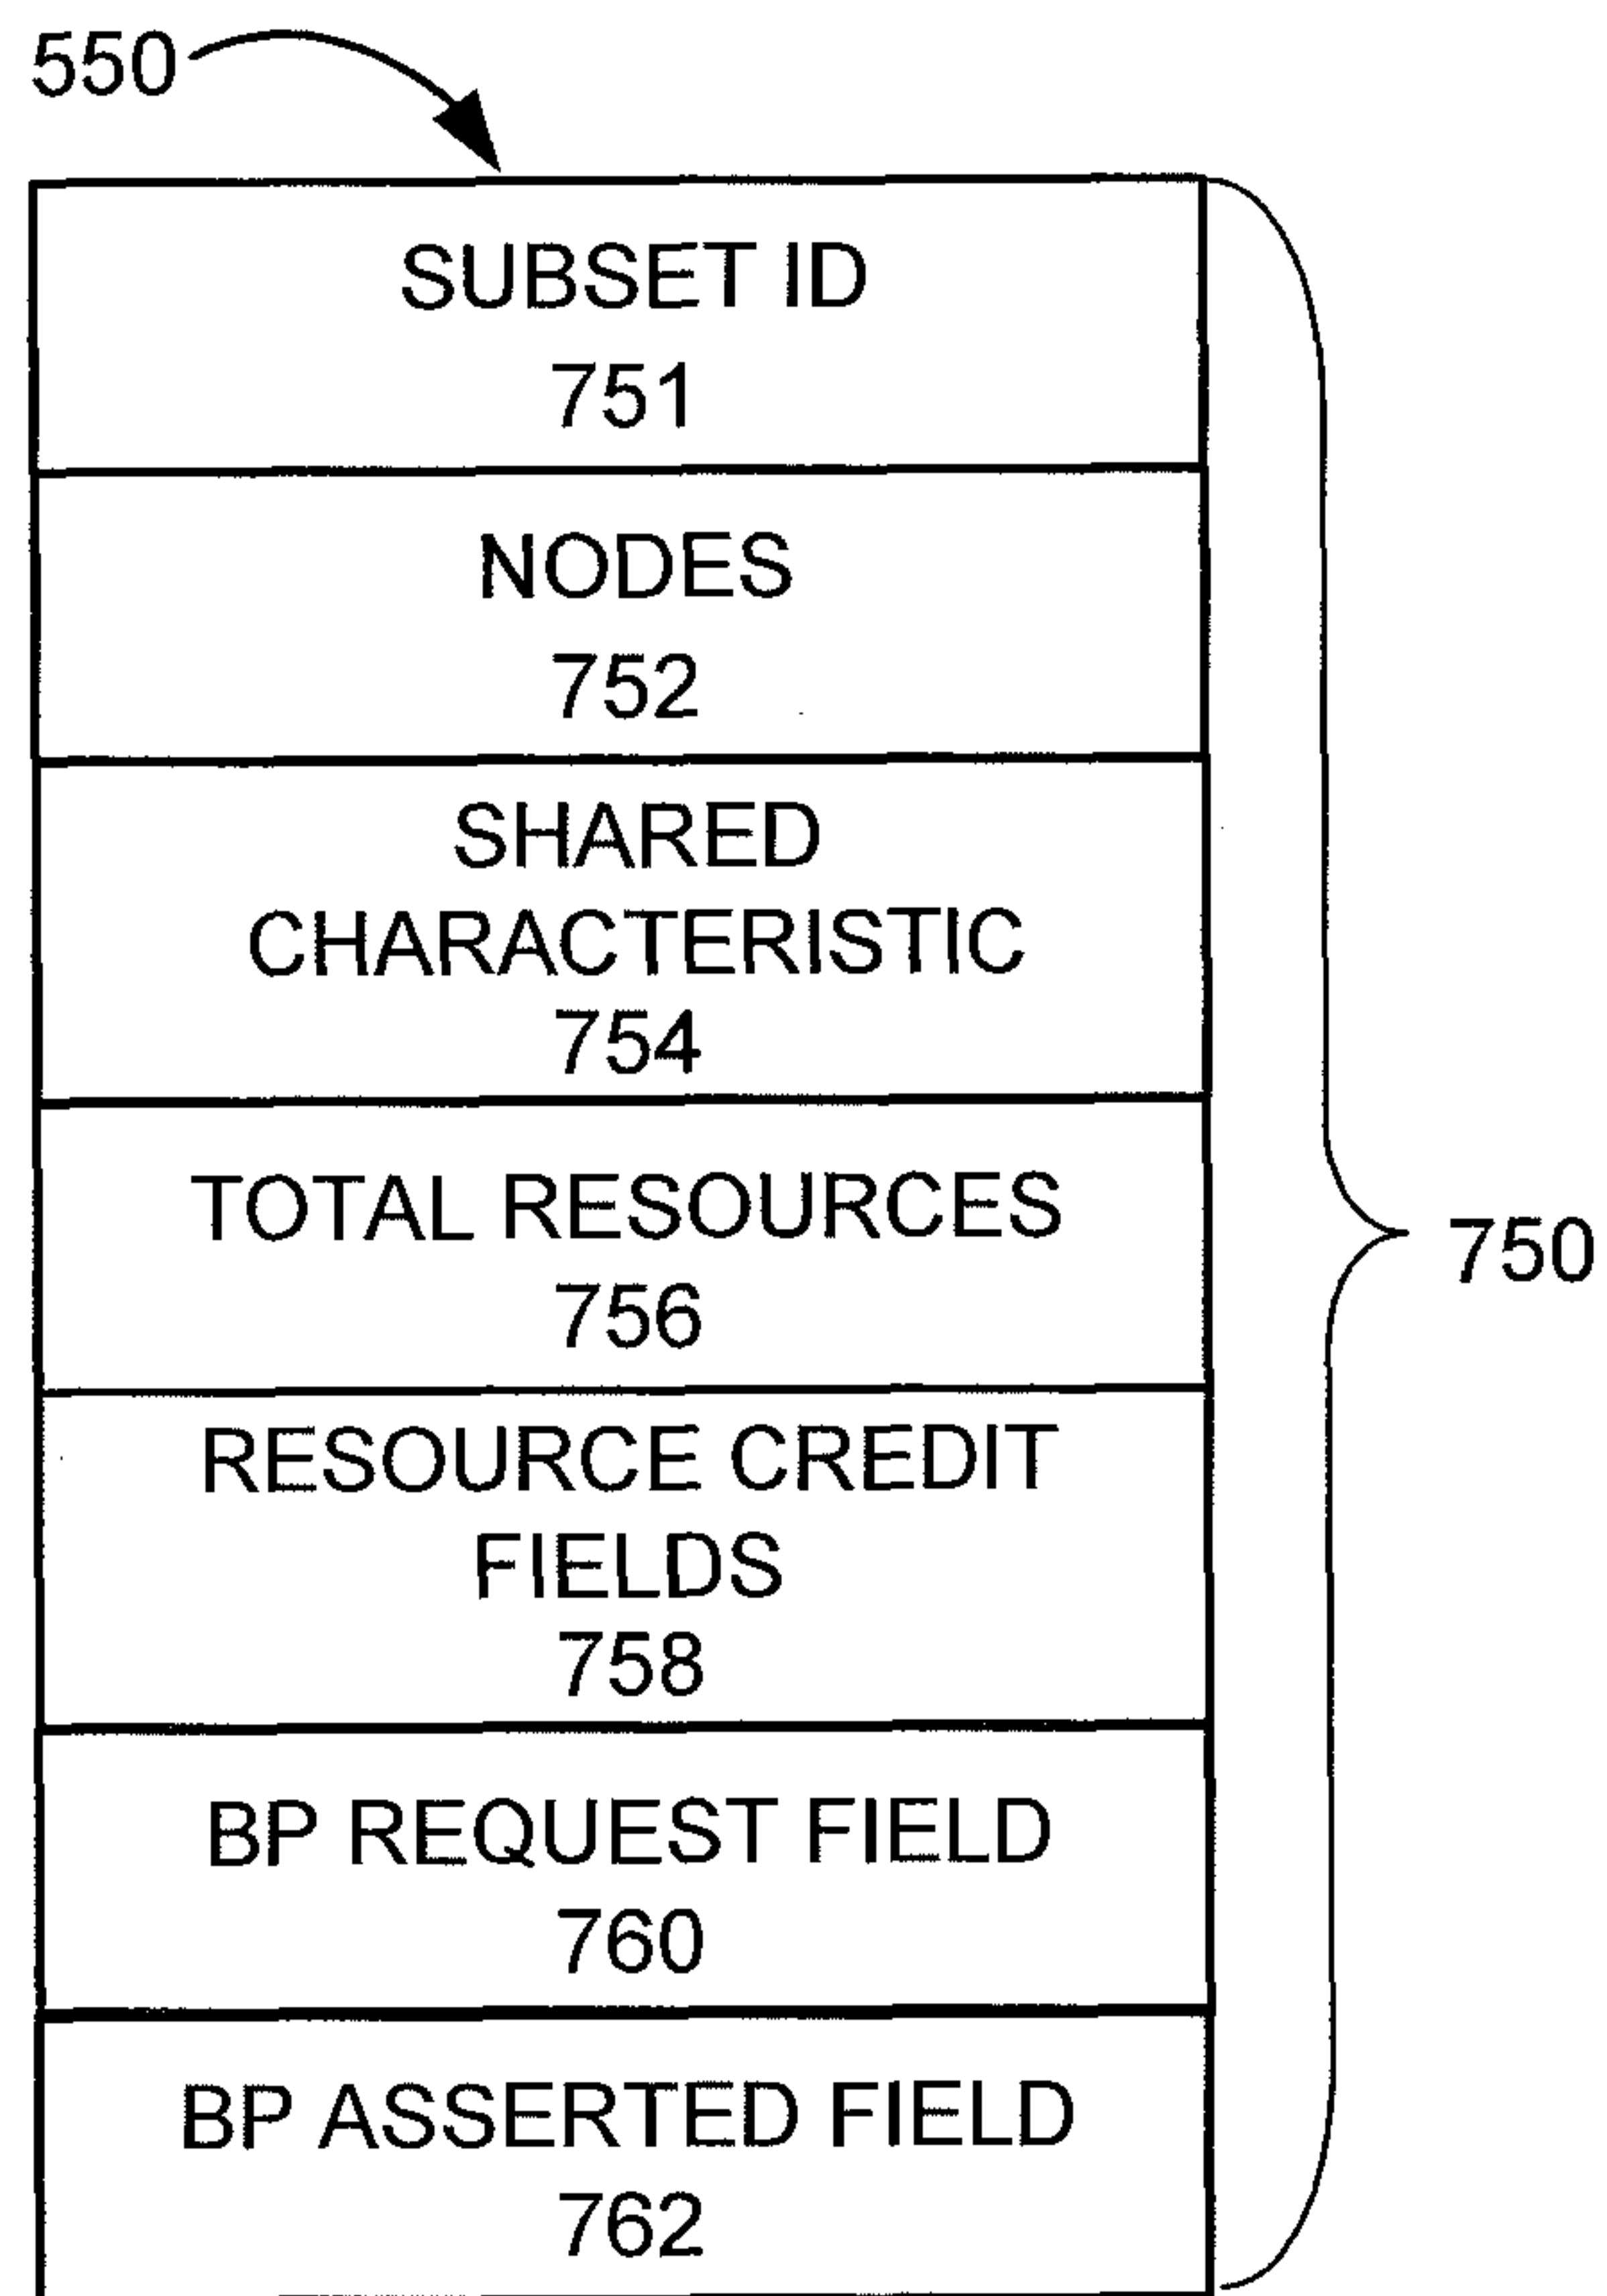 550
SUBSET ID
751
NODES
752
SHARED
CHARACTERISTIC
754
TOTAL RESOURCES
756
750
RESOURCE CREDIT
FIELDS
758
BP REQUEST FIELD
760
BP ASSERTED FIELD
762